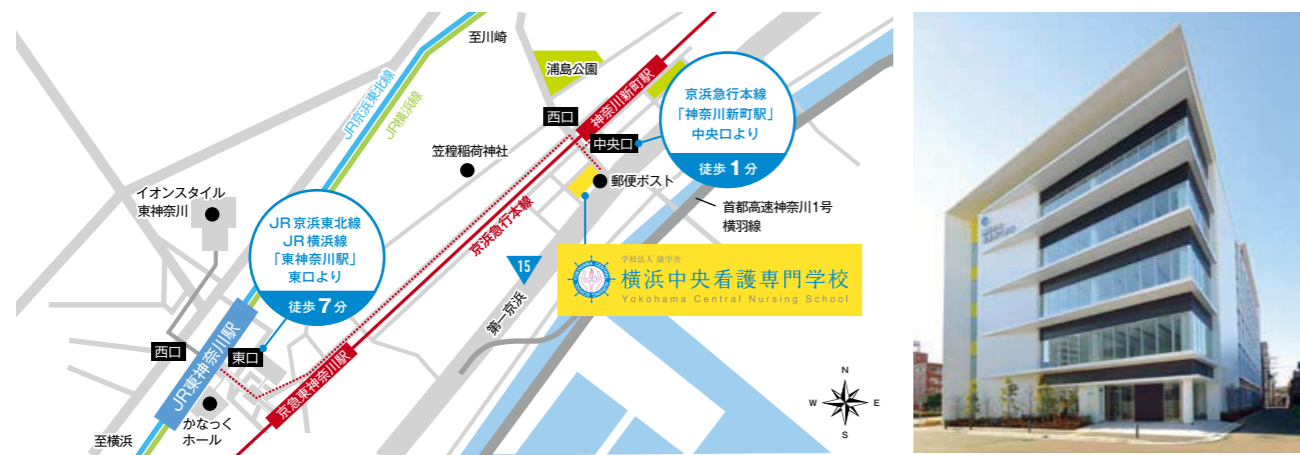 至川崎
浦島公園
JR京浜東北線
JR横浜線
西口
神奈川新町駅
中央口
京浜急行本線
「神奈川新町駅」
中央口より
徒歩 1 分
笠䅣稲荷神社
郵便ポスト
首都高速神奈川1号
横羽線
イオンスタイル
東神奈川
JR京浜東北線
JR横浜線
「東神奈川駅」
東口より
徒歩 7 分
京浜急行本線
15
第一京浜
学校法人 康学舎
横浜中央看護専門学校
Yokohama Central Nursing School
西口
東口
JR東神奈川駅
京急東神奈川駅
かなっく
ホール
至横浜
N
W
E
S